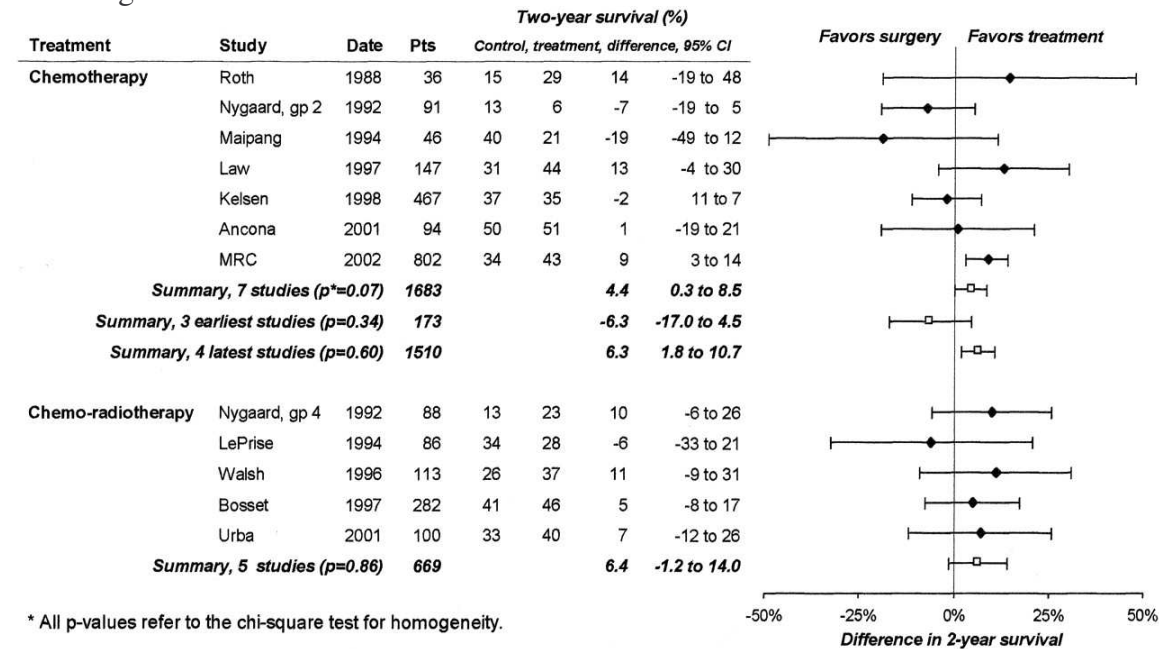 Two-year survival (%)
Treatment Study Date Pts Control, treatment, difference, 95% CI Favors surgery Favors treatment
Chemotherapy Roth 1988 36 15 29 14 -19 to 48
Nygaard, gp 2 1992 91 13 6 -7 -19 to 5
Maipang 1994 46 40 21 -19 -49 to 12
Law 1997 147 31 44 13 -4 to 30
Kelsen 1998 467 37 35 -2 11 to 7
Ancona 2001 94 50 51 1 -19 to 21
MRC 2002 802 34 43 9 3 to 14
Summary, 7 studies (p*=0.07) 1683 4.4 0.3 to 8.5
Summary, 3 earliest studies (p=0.34) 173 -6.3 -17.0 to 4.5
Summary, 4 latest studies (p=0.60) 1510 6.3 1.8 to 10.7
Chemo-radiotherapy Nygaard, gp 4 1992 88 13 23 10 -6 to 26
LePrise 1994 86 34 28 -6 -33 to 21
Walsh 1996 113 26 37 11 -9 to 31
Bosset 1997 282 41 46 5 -8 to 17
Urba 2001 100 33 40 7 -12 to 26
Summary, 5 studies (p=0.86) 669 6.4 -1.2 to 14.0
* All p-values refer to the chi-square test for homogeneity.
-50% -25% 0% 25% 50%
Difference in 2-year survival